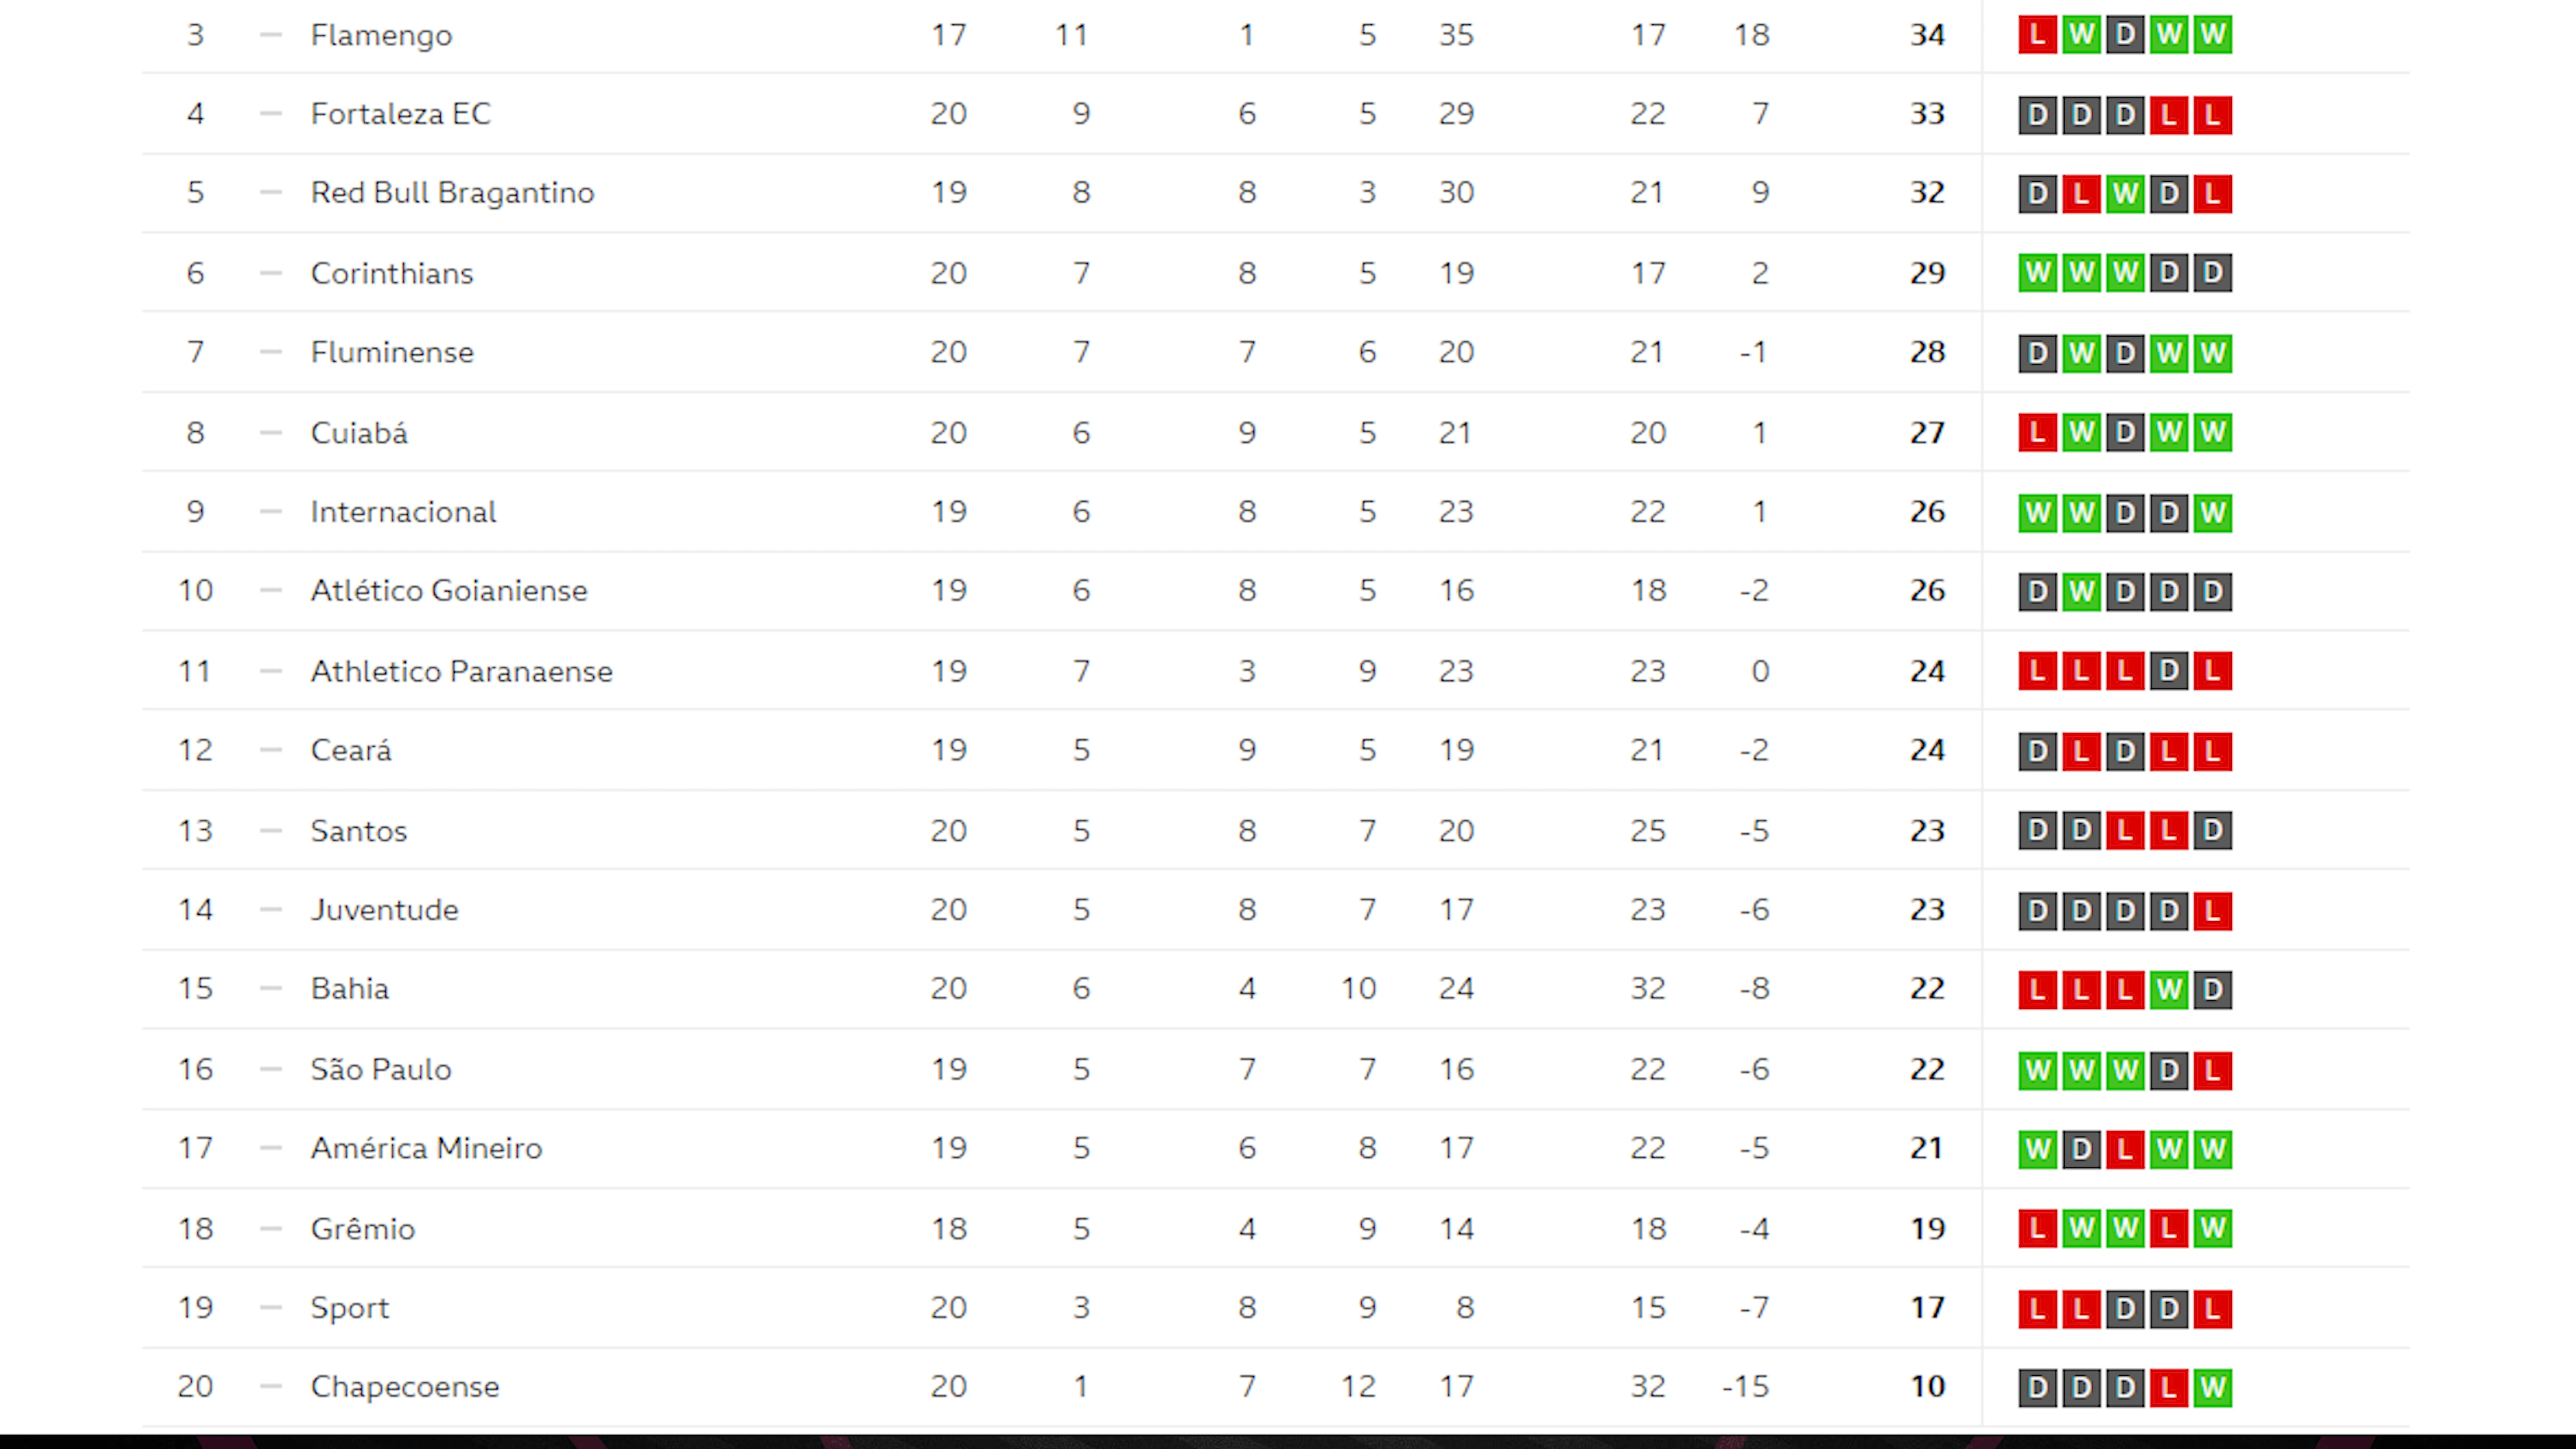 3 — Flamengo 17 11 1 5 35 17 18 34 L W D W W
4 — Fortaleza EC 20 9 6 5 29 22 7 33 D D D L L
5 — Red Bull Bragantino 19 8 8 3 30 21 9 32 D L W D L
6 — Corinthians 20 7 8 5 19 17 2 29 W W W D D
7 — Fluminense 20 7 7 6 20 21 -1 28 D W D W W
8 — Cuiabá 20 6 9 5 21 20 1 27 L W D W W
9 — Internacional 19 6 8 5 23 22 1 26 W W D D W
10 — Atlético Goianiense 19 6 8 5 16 18 -2 26 D W D D D
11 — Athletico Paranaense 19 7 3 9 23 23 0 24 L L L D L
12 — Ceará 19 5 9 5 19 21 -2 24 D L D L L
13 — Santos 20 5 8 7 20 25 -5 23 D D L L D
14 — Juventude 20 5 8 7 17 23 -6 23 D D D D L
15 — Bahia 20 6 4 10 24 32 -8 22 L L L W D
16 — São Paulo 19 5 7 7 16 22 -6 22 W W W D L
17 — América Mineiro 19 5 6 8 17 22 -5 21 W D L W W
18 — Grêmio 18 5 4 9 14 18 -4 19 L W W L W
19 — Sport 20 3 8 9 8 15 -7 17 L L D D L
20 — Chapecoense 20 1 7 12 17 32 -15 10 D D D L W